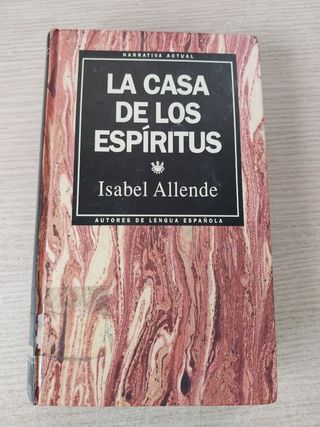 NARRATIVA ACTUAL
LA CASA
DE LOS
ESPÍRITUS
Isabel Allende
AUTORES DE LENGUA ESPAÑOLA